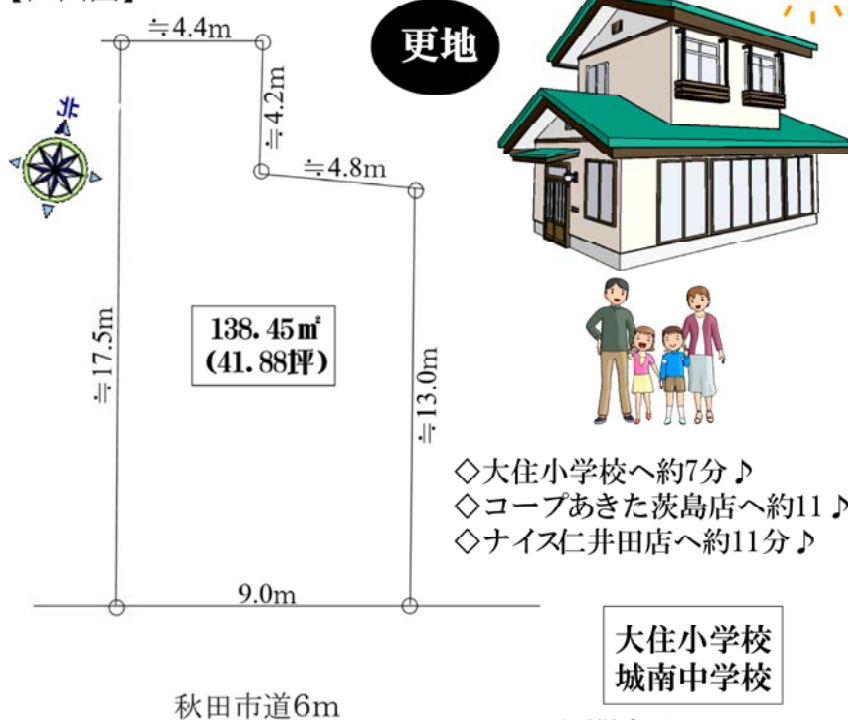 ≒4.4m
更地
≒4.2m
北
≒4.8m
138.45㎡
(41.88坪)
≒17.5m
≒13.0m
◇大住小学校へ約7分♪
◇コープあきた茨島店へ約11♪
◇ナイス仁井田店へ約11分♪
9.0m
大住小学校
城南中学校
秋田市道6m